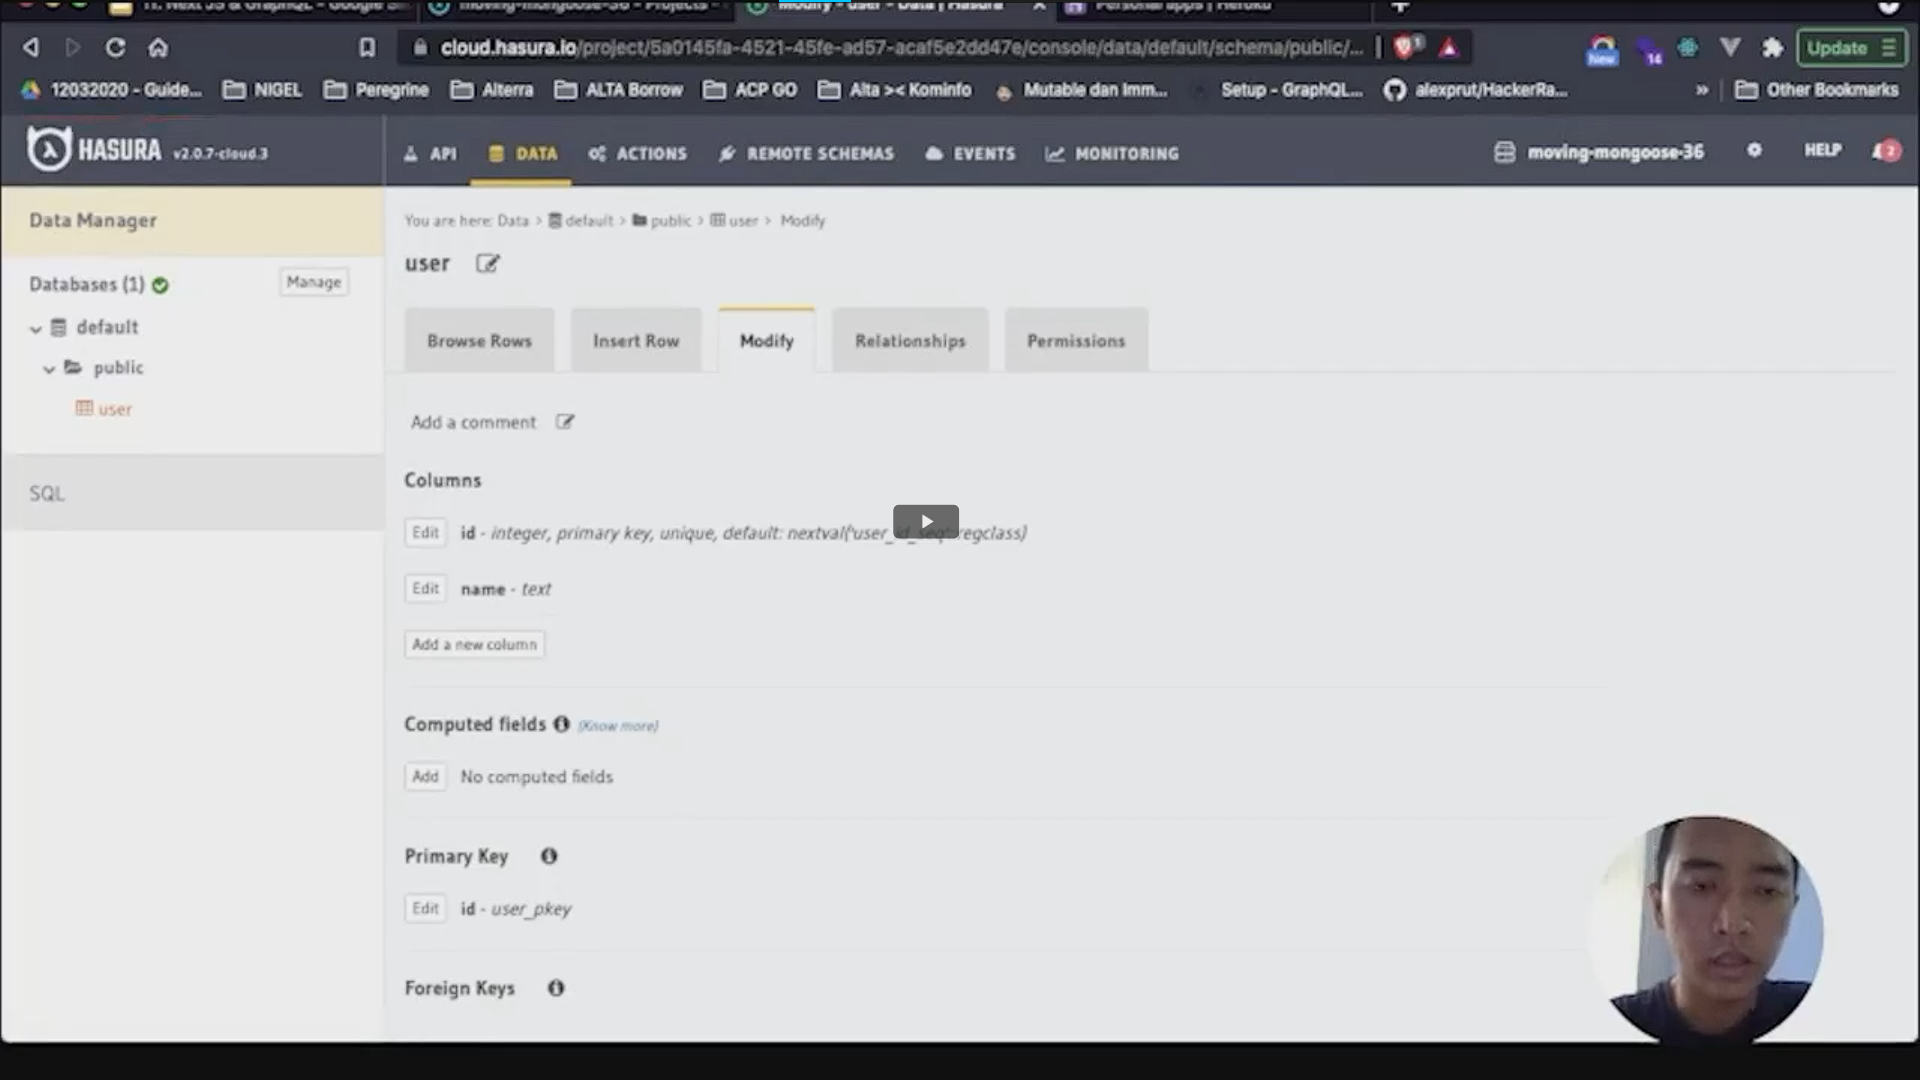 11. Next JS & GraphQL - Google Sl
moving-mongoose-36 - Projects
Modify - user - Data | Hasura
Personal apps | Heroku
cloud.hasura.io/project/5a0145fa-4521-45fe-ad57-acaf5e2dd47e/console/data/default/schema/public/...
1
New
14
Update
12032020 - Guide...
NIGEL
Peregrine
Alterra
ALTA Borrow
ACP GO
Alta >< Kominfo
Mutable dan Imm...
Setup - GraphQL...
alexprut/HackerRa...
»
Other Bookmarks
HASURA v2.0.7-cloud.3
API
DATA
ACTIONS
REMOTE SCHEMAS
EVENTS
MONITORING
moving-mongoose-36
HELP
2
Data Manager
Databases (1)
Manage
default
public
user
SQL
You are here: Data > default > public > user > Modify
user
Browse Rows
Insert Row
Modify
Relationships
Permissions
Add a comment
Columns
Edit id - integer, primary key, unique, default: nextval('user_id_seq'::regclass)
Edit name - text
Add a new column
Computed fields (Know more)
Add No computed fields
Primary Key
Edit id - user_pkey
Foreign Keys